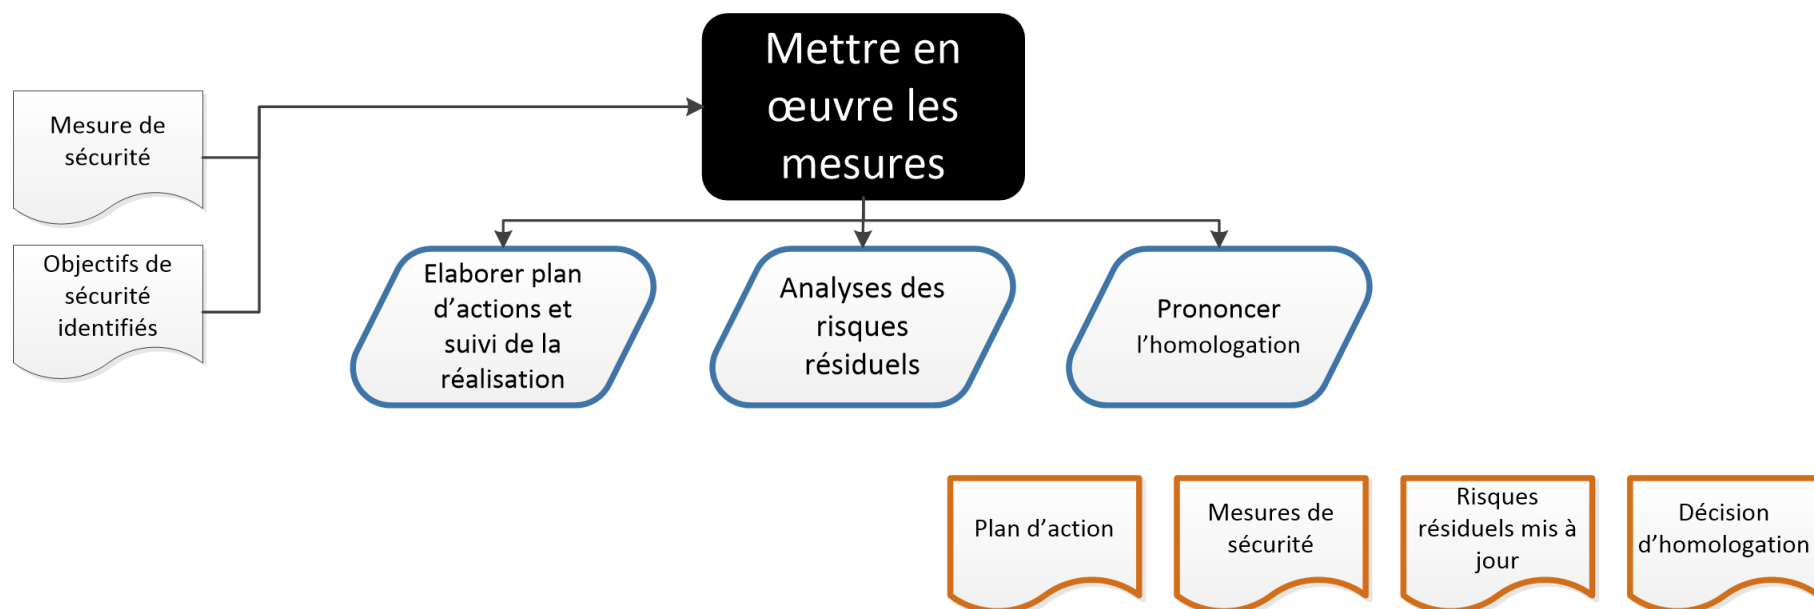 Mettre en
œuvre les
mesures
Mesure de
sécurité
Objectifs de
sécurité
identifiés
Elaborer plan
d’actions et
suivi de la
réalisation
Analyses des
risques
résiduels
Prononcer
l’homologation
Plan d’action
Mesures de
sécurité
Risques
résiduels mis à
jour
Décision
d’homologation